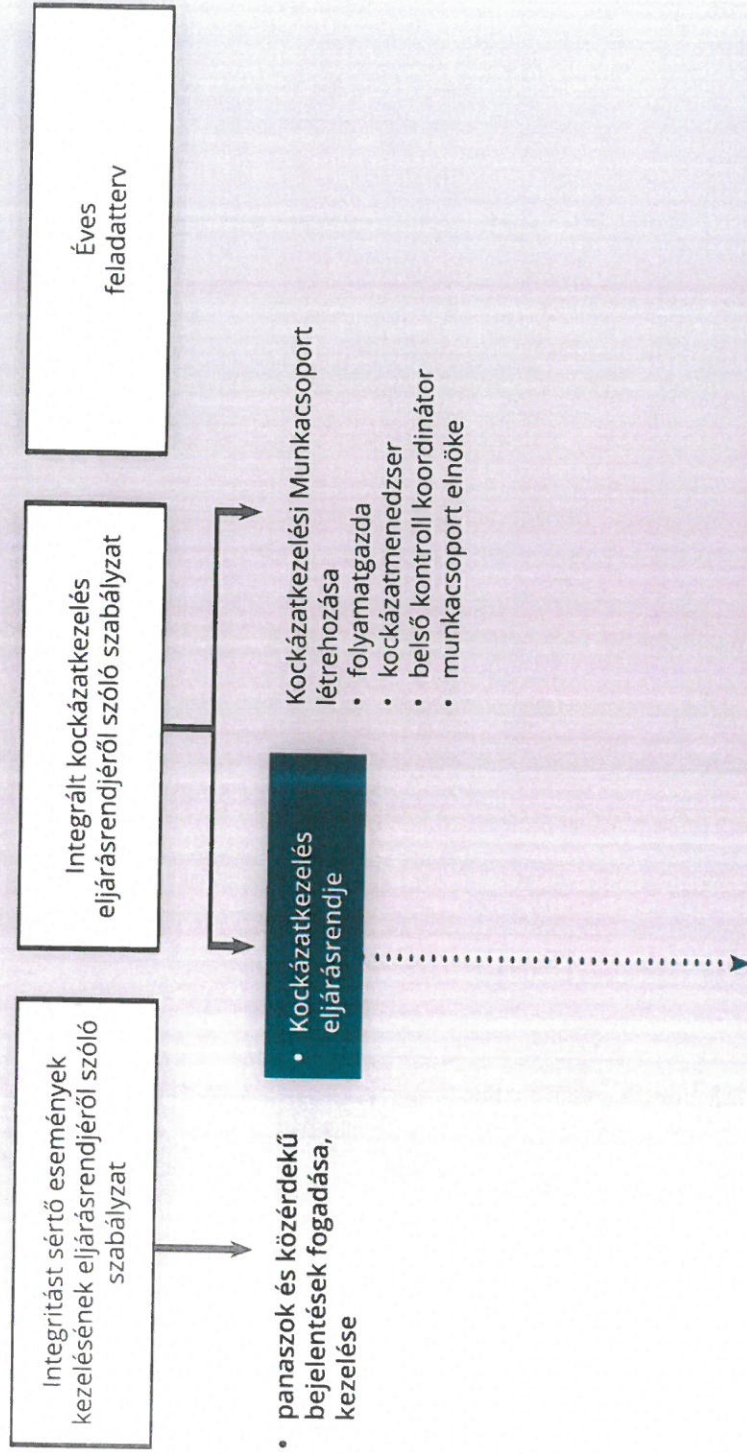 Integritást sértő események
kezelésének eljárásrendjéről szóló
szabályzat
Integrált kockázatkezelés
eljárásrendjéről szóló szabályzat
Éves
feladatterv
• panaszok és közérdekű
bejelentések fogadása,
kezelése
• Kockázatkezelés
eljárásrendje
Kockázatkezelési Munkacsoport
létrehozása
• folyamatgazda
• kockázatmenedzser
• belső kontroll koordinátor
• munkacsoport elnöke